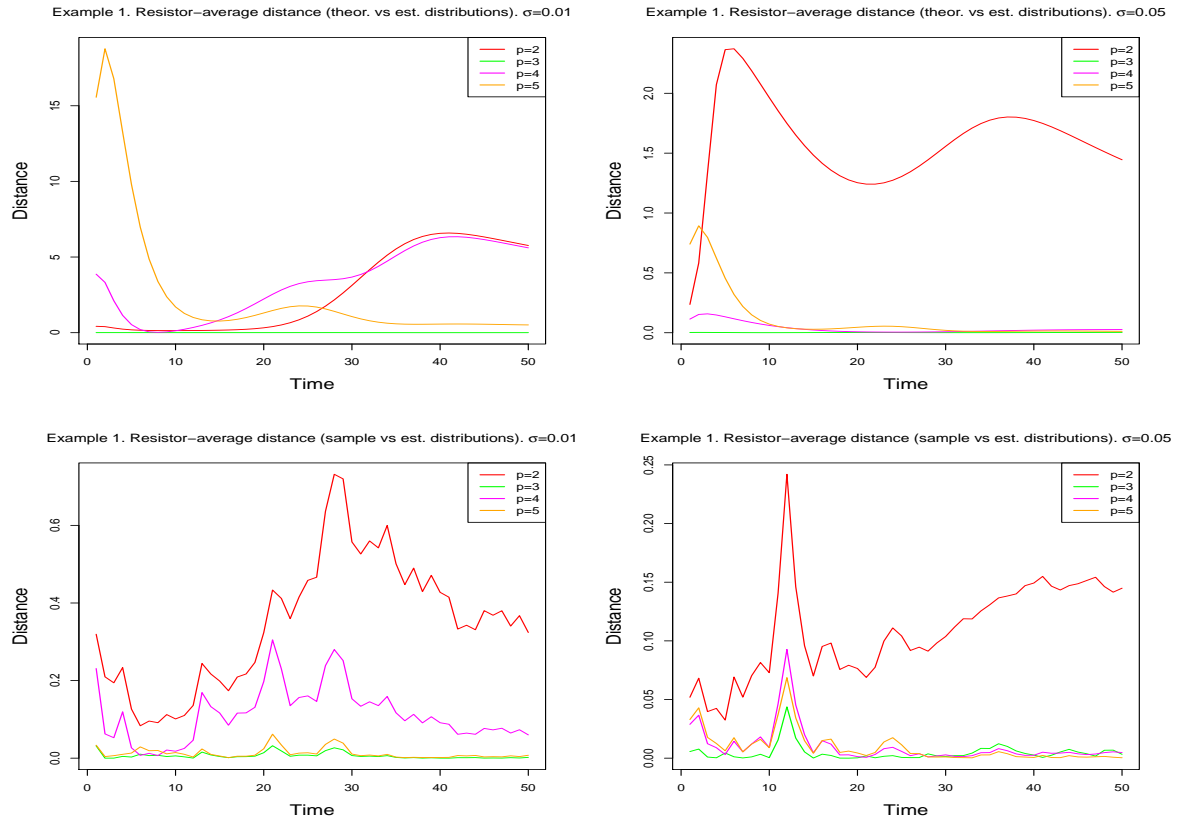 Example 1. Resistor−average distance (theor. vs est. distributions). σ=0.01
p=2
p=3
p=4
p=5
Distance
15
10
5
0
0 10 20 30 40 50
Time
Example 1. Resistor−average distance (theor. vs est. distributions). σ=0.05
p=2
p=3
p=4
p=5
Distance
2.0
1.5
1.0
0.5
0.0
0 10 20 30 40 50
Time
Example 1. Resistor−average distance (sample vs est. distributions). σ=0.01
p=2
p=3
p=4
p=5
Distance
0.6
0.4
0.2
0.0
0 10 20 30 40 50
Time
Example 1. Resistor−average distance (sample vs est. distributions). σ=0.05
p=2
p=3
p=4
p=5
Distance
0.25
0.20
0.15
0.10
0.05
0.00
0 10 20 30 40 50
Time